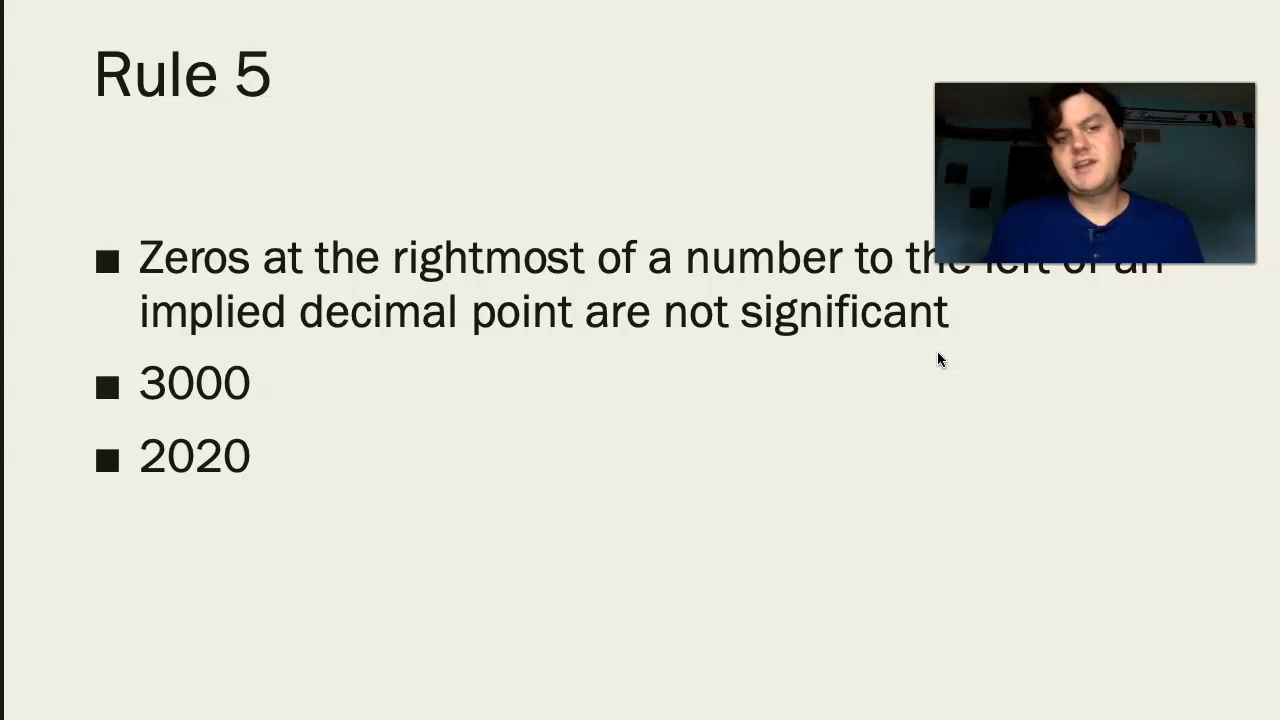 Rule 5
■ Zeros at the rightmost of a number to the left of an
implied decimal point are not significant
■ 3000
■ 2020